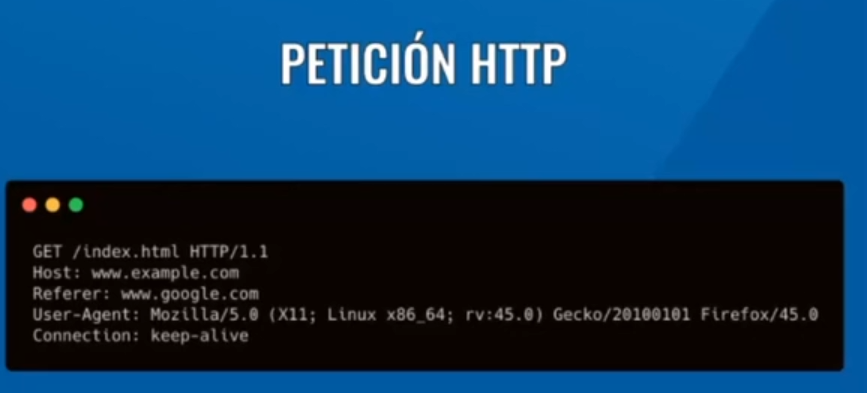 PETICIÓN HTTP
GET /index.html HTTP/1.1
Host: www.example.com
Referer: www.google.com
User-Agent: Mozilla/5.0 (X11; Linux x86_64; rv:45.0) Gecko/20100101 Firefox/45.0
Connection: keep-alive